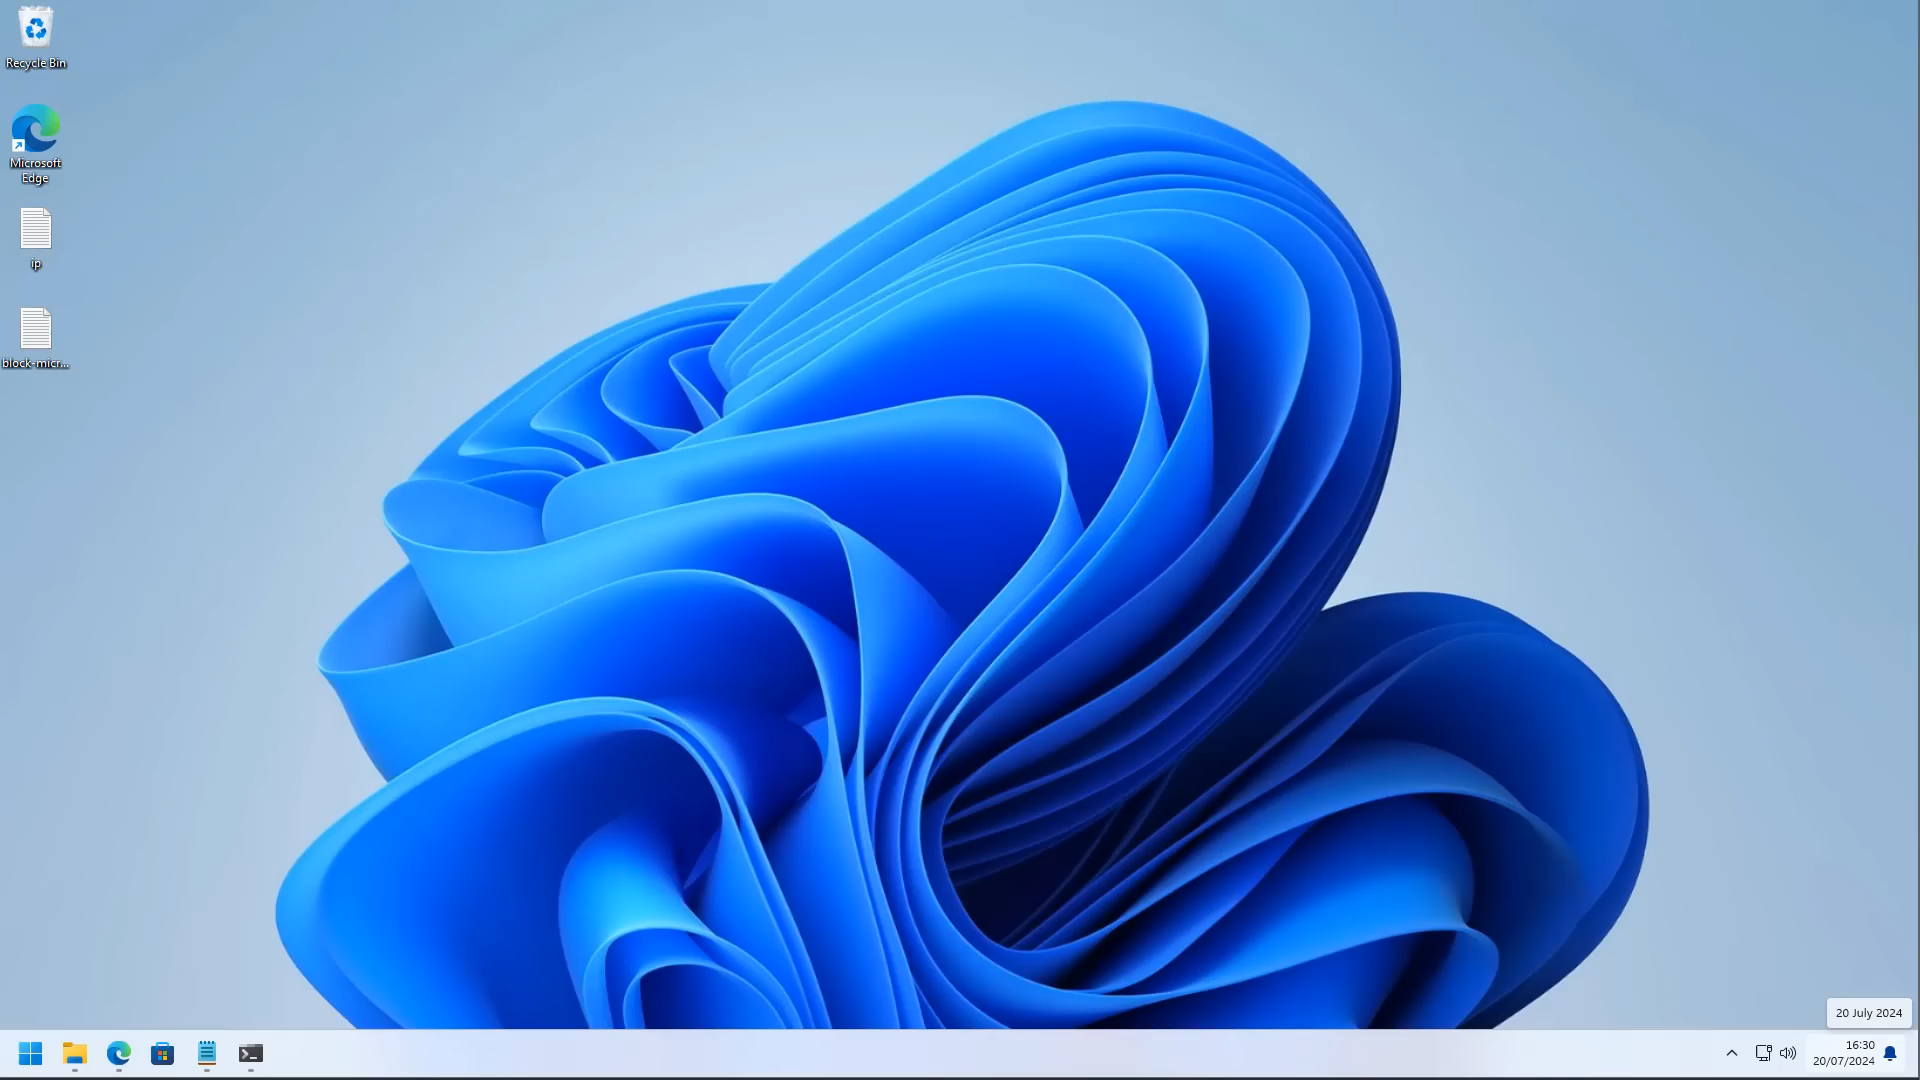 Recycle Bin
Microsoft
Edge
ip
block-micr...
20 July 2024
16:30
20/07/2024